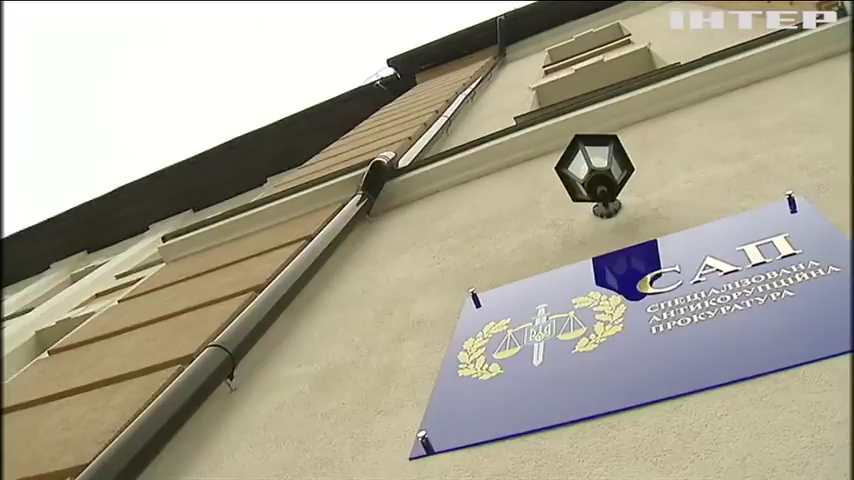 ІНТЕР
САП
СПЕЦІАЛІЗОВАНА
АНТИКОРУПЦІЙНА
ПРОКУРАТУРА